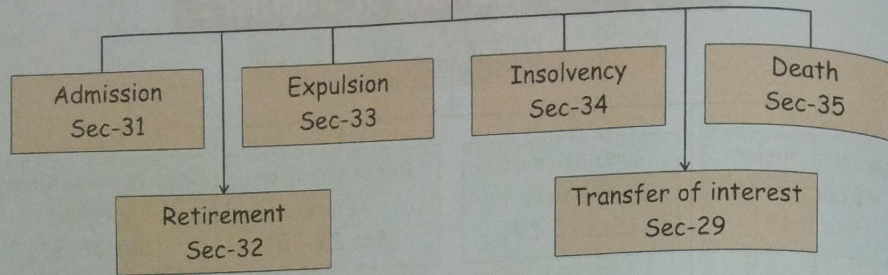 Admission
Sec-31
Expulsion
Sec-33
Insolvency
Sec-34
Death
Sec-35
Retirement
Sec-32
Transfer of interest
Sec-29